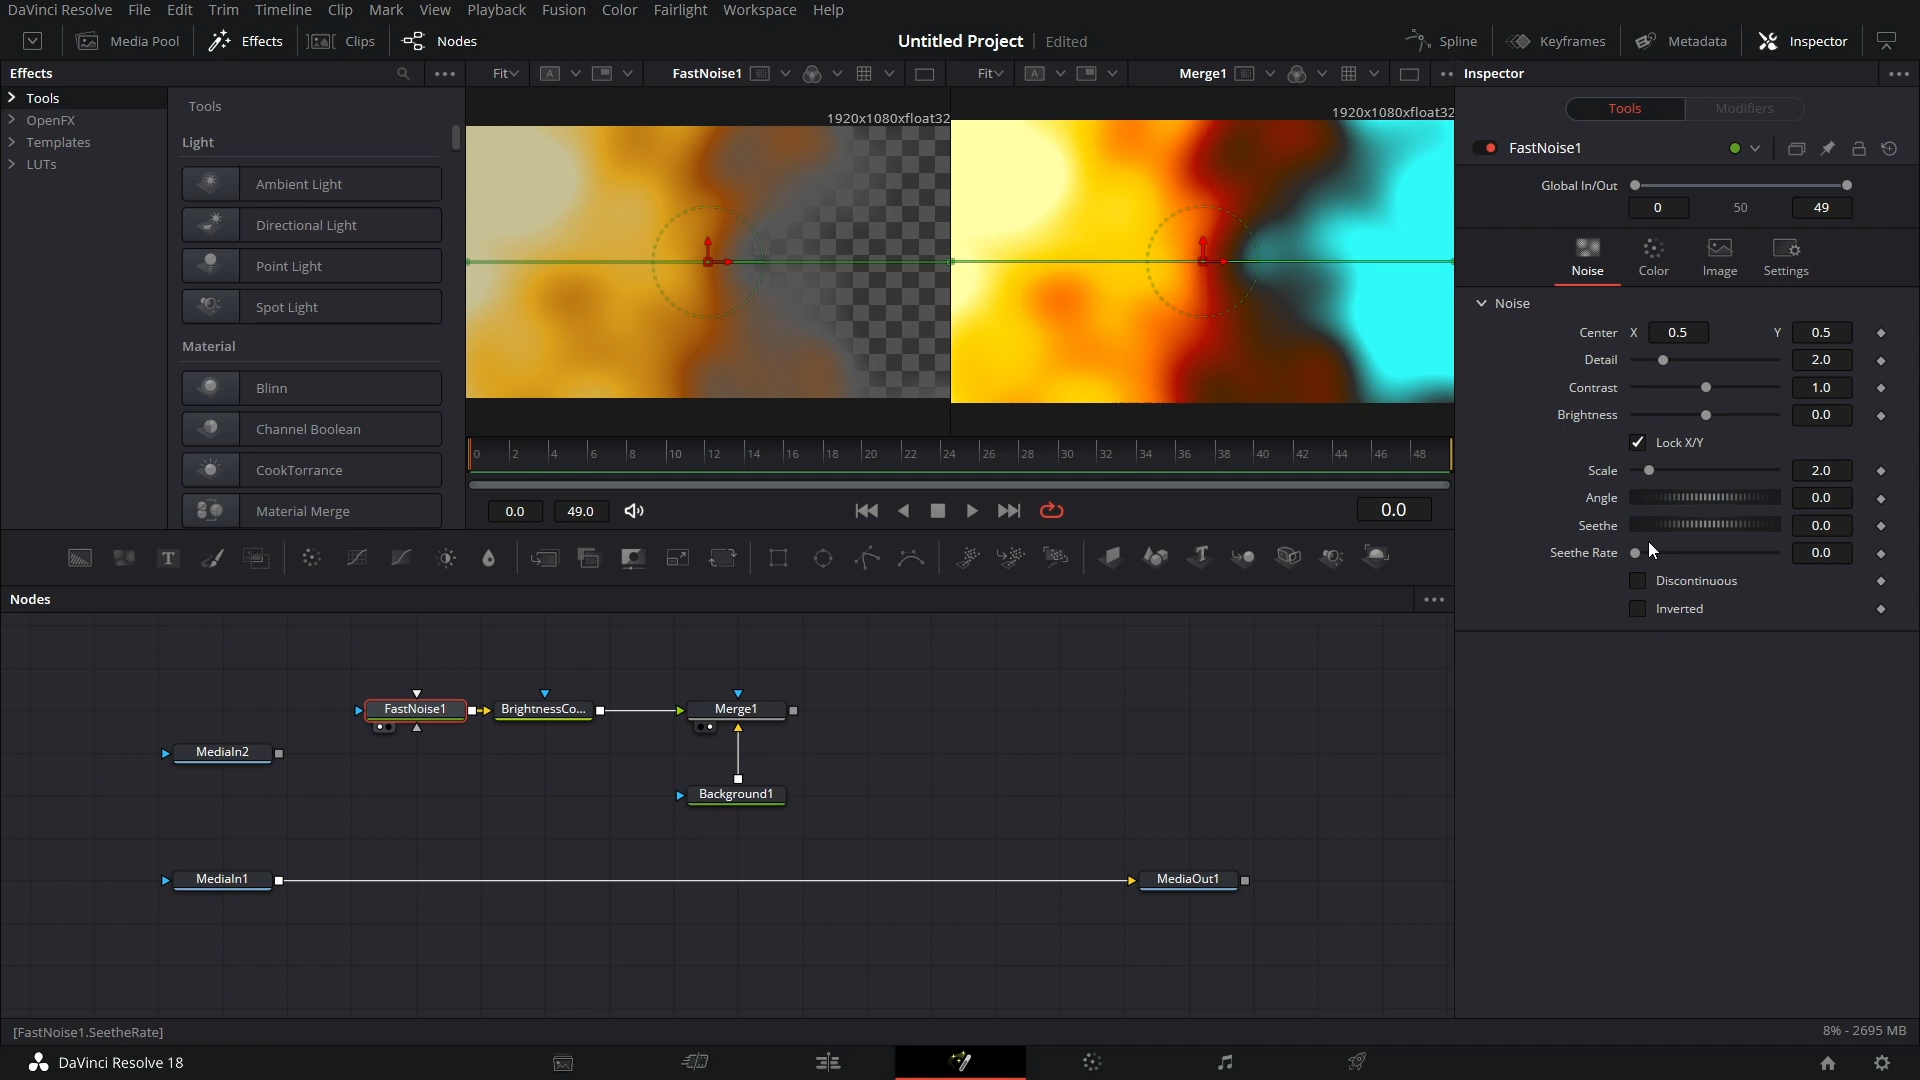 DaVinci Resolve File Edit Trim Timeline Clip Mark View Playback Fusion Color Fairlight Workspace Help
Media Pool Effects Clips Nodes Untitled Project Edited Spline Keyframes Metadata Inspector
Effects
Fit A FastNoise1
Fit A Merge1
Inspector
Tools
OpenFX
Templates
LUTs
Tools
Light
Ambient Light
Directional Light
Point Light
Spot Light
Material
Blinn
Channel Boolean
CookTorrance
Material Merge
1920x1080xfloat32
1920x1080xfloat32
0 2 4 6 8 10 12 14 16 18 20 22 24 26 28 30 32 34 36 38 40 42 44 46 48
0.0 49.0 0.0
Tools Modifiers
FastNoise1
Global In/Out
0 50 49
Noise Color Image Settings
Noise
Center X 0.5 Y 0.5
Detail 2.0
Contrast 1.0
Brightness 0.0
Lock X/Y
Scale 2.0
Angle 0.0
Seethe 0.0
Seethe Rate 0.0
Discontinuous
Inverted
T
T
Nodes
FastNoise1 BrightnessCo... Merge1
MediaIn2
Background1
MediaIn1 MediaOut1
[FastNoise1.SeetheRate] 8% - 2695 MB
DaVinci Resolve 18